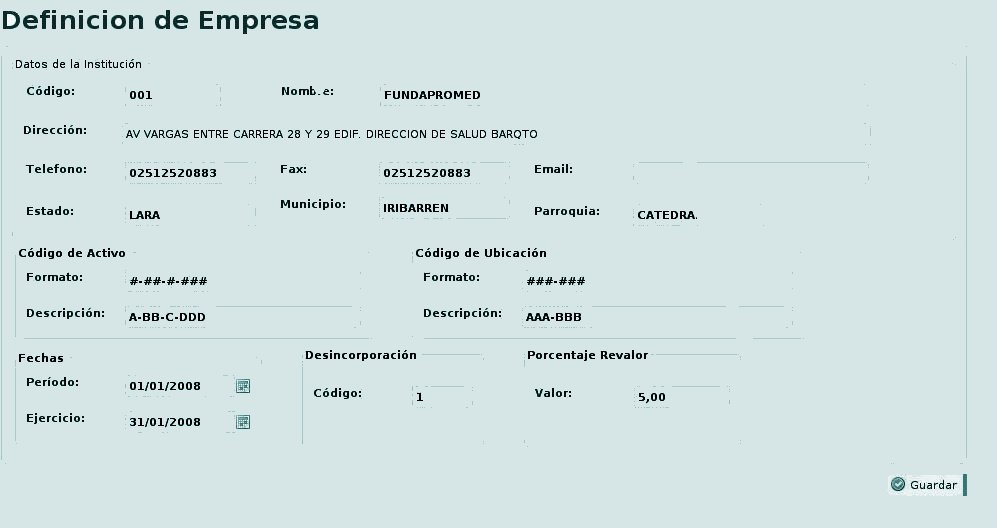 Definicion de Empresa
Datos de la Institución
Código: 001 Nomb.e: FUNDAPROMED
Dirección: AV VARGAS ENTRE CARRERA 28 Y 29 EDIF. DIRECCION DE SALUD BARQTO
Telefono: 02512520883 Fax: 02512520883 Email:
Estado: LARA Municipio: IRIBARREN Parroquia: CATEDRA.
Código de Activo Código de Ubicación
Formato: #-##-#-### Formato: ###-###
Descripción: A-BB-C-DDD Descripción: AAA-BBB
Fechas Desincorporación Porcentaje Revalor
Período: 01/01/2008 Código: 1 Valor: 5,00
Ejercicio: 31/01/2008
Guardar